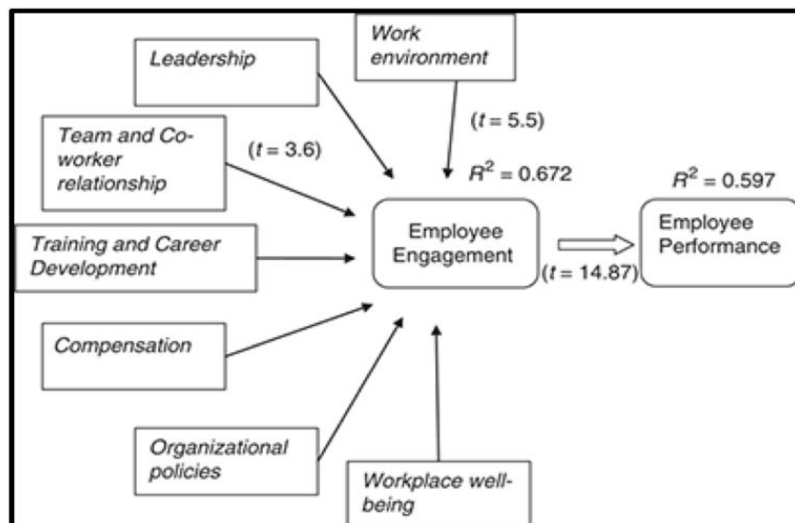 Work
environment
Leadership
(t = 5.5)
Team and Co-
worker
relationship
(t = 3.6)
R² = 0.672
R² = 0.597
Employee
Engagement
Employee
Performance
(t = 14.87)
Training and Career
Development
Compensation
Organizational
policies
Workplace well-
being